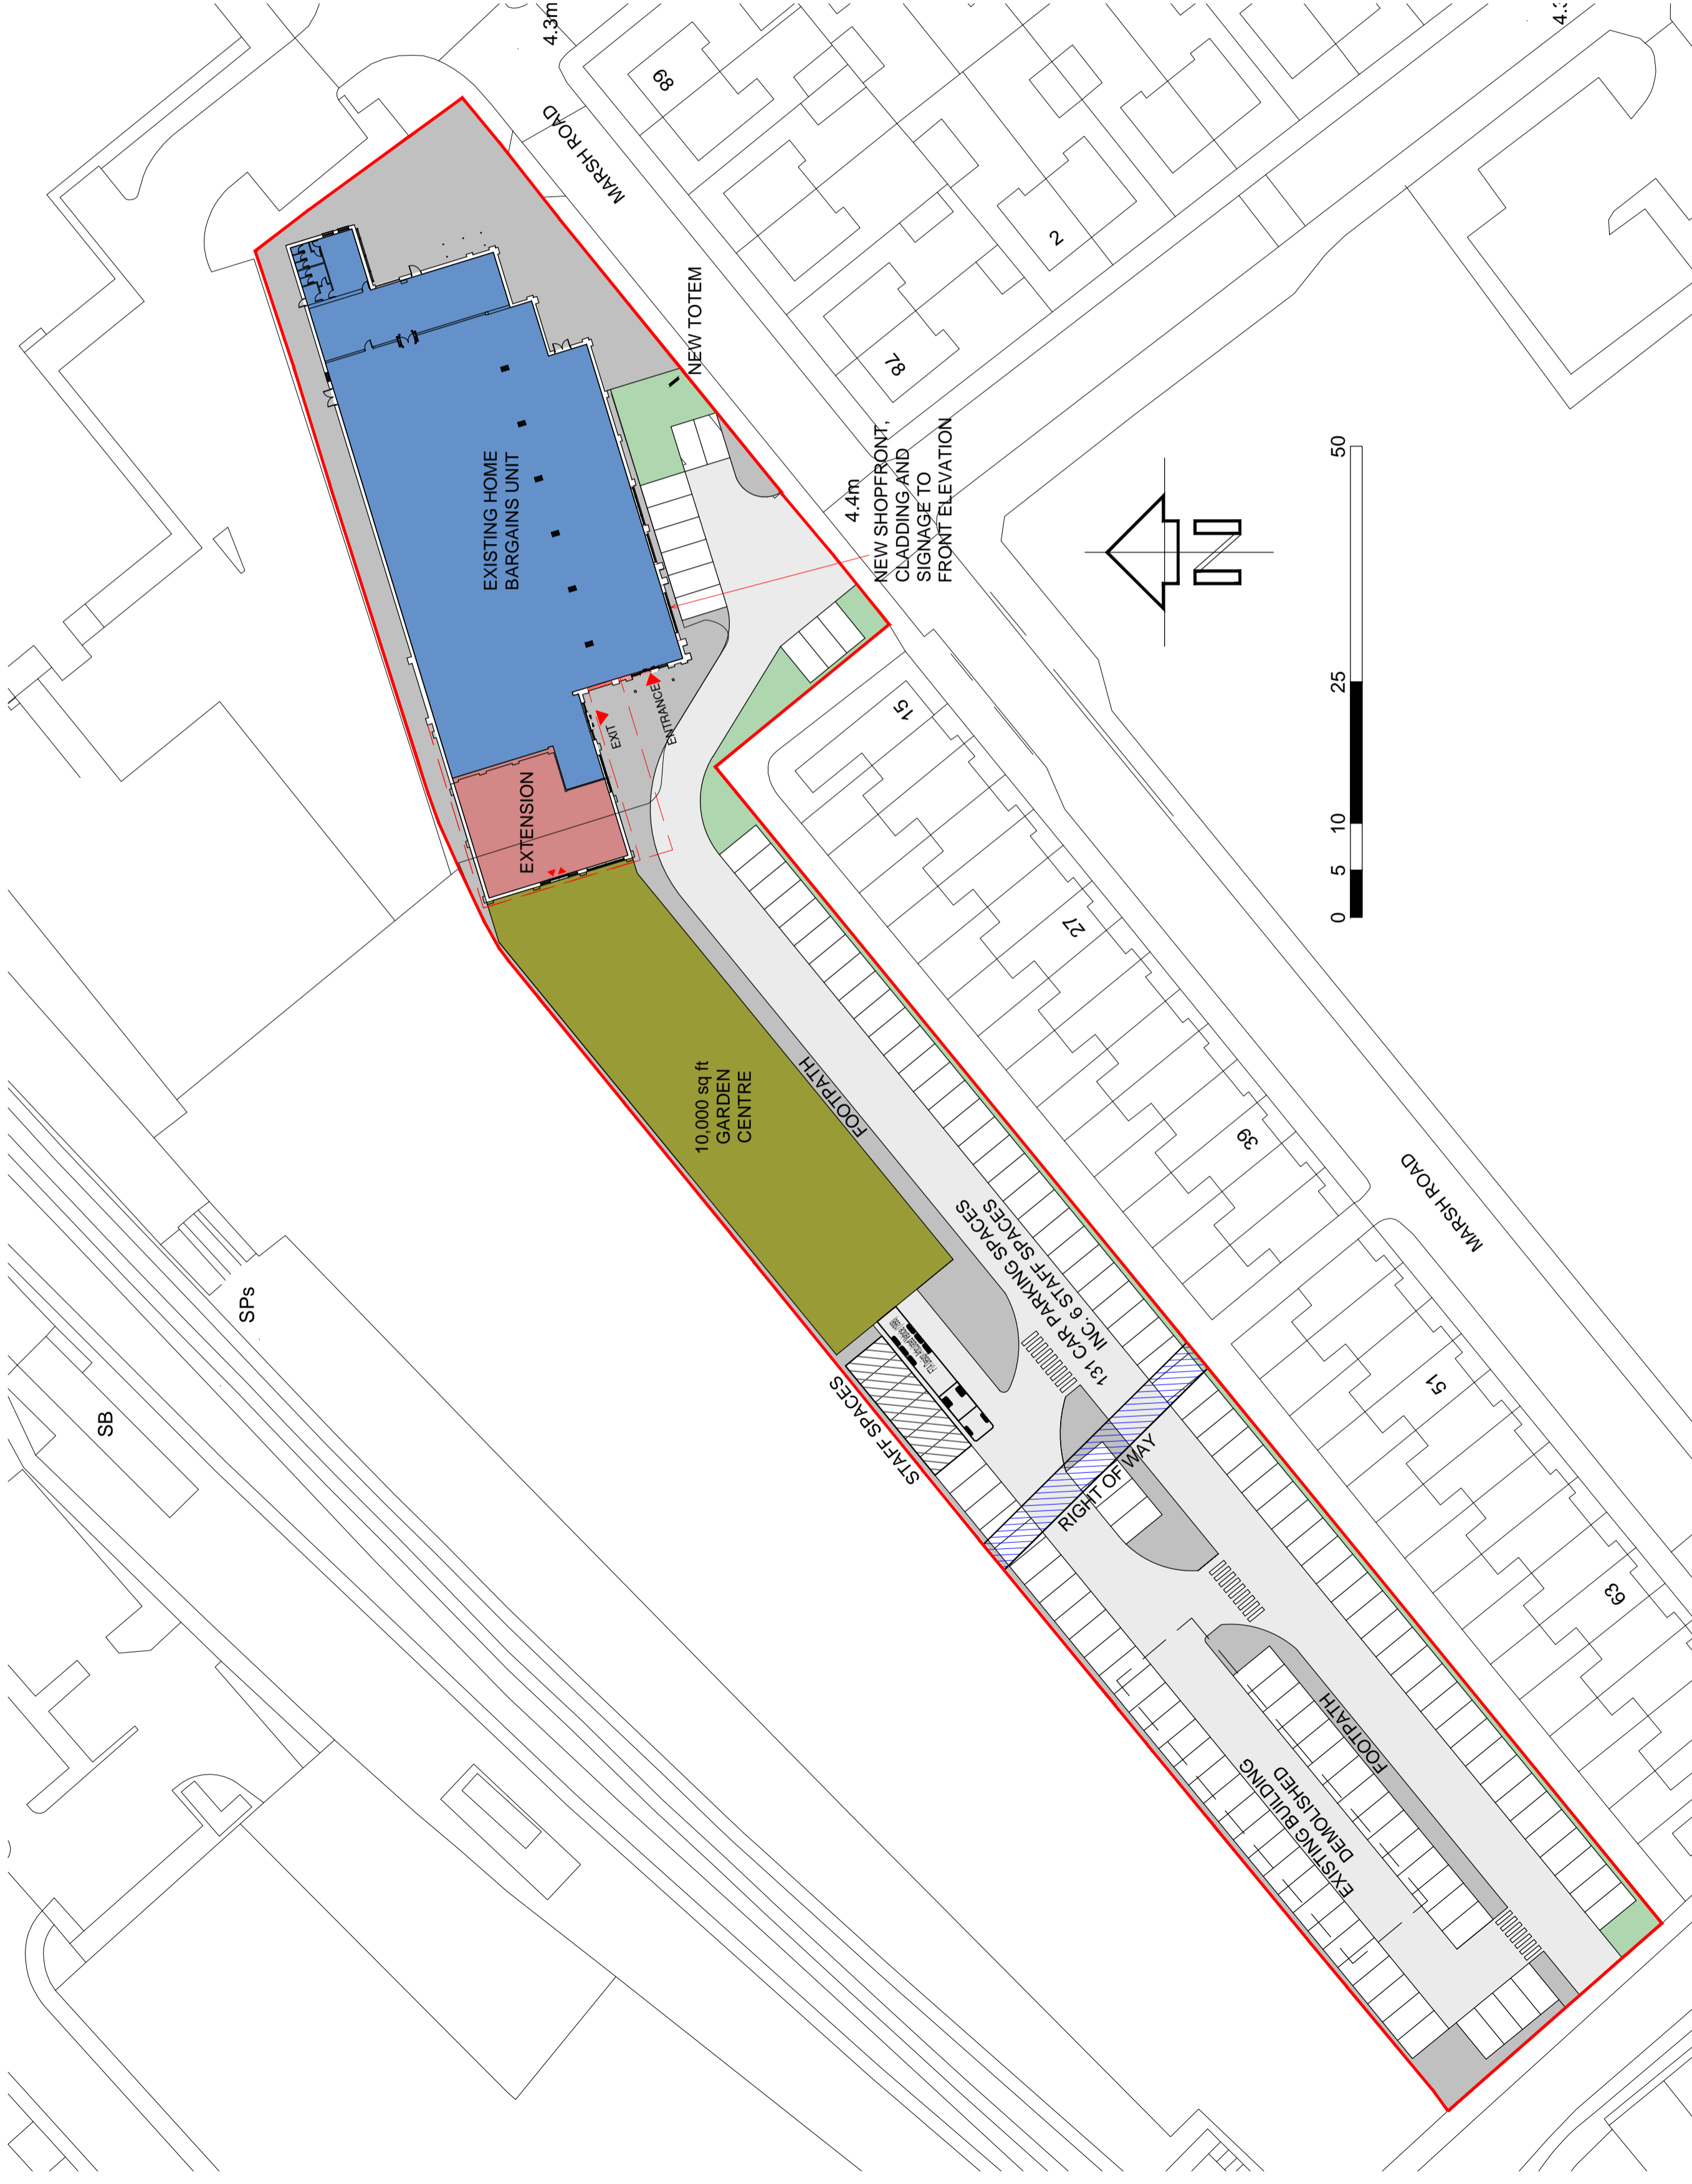 4.3m
89
MARSH ROAD
2
78
NEW TOTEM
EXISTING HOME
BARGAINS UNIT
4.4m
NEW SHOPFRONT,
CLADDING AND
SIGNAGE TO
FRONT ELEVATION
N
ENTRANCE
EXIT
EXTENSION
15
27
39
51
63
0
5
10
25
50
10,000 sq ft
GARDEN
CENTRE
FOOTPATH
131 CAR PARKING SPACES
INC. 6 STAFF SPACES
STAFF SPACES
RIGHT OF WAY
MARSH ROAD
SPs
SB
FOOTPATH
EXISTING BUILDING
DEMOLISHED